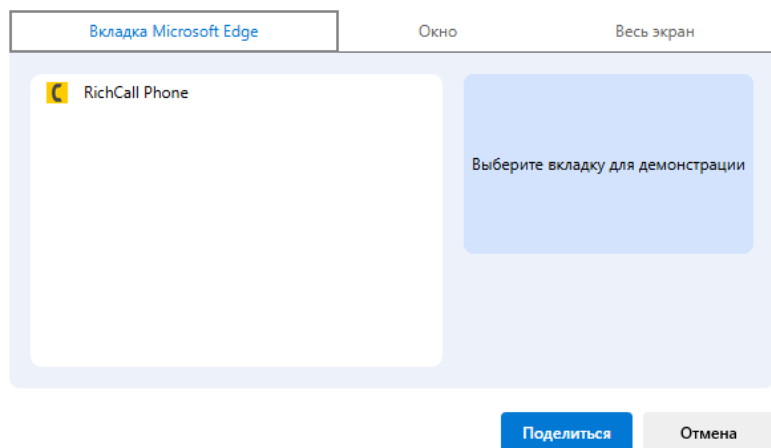 Вкладка Microsoft Edge
Окно
Весь экран
RichCall Phone
Выберите вкладку для демонстрации
Поделиться
Отмена